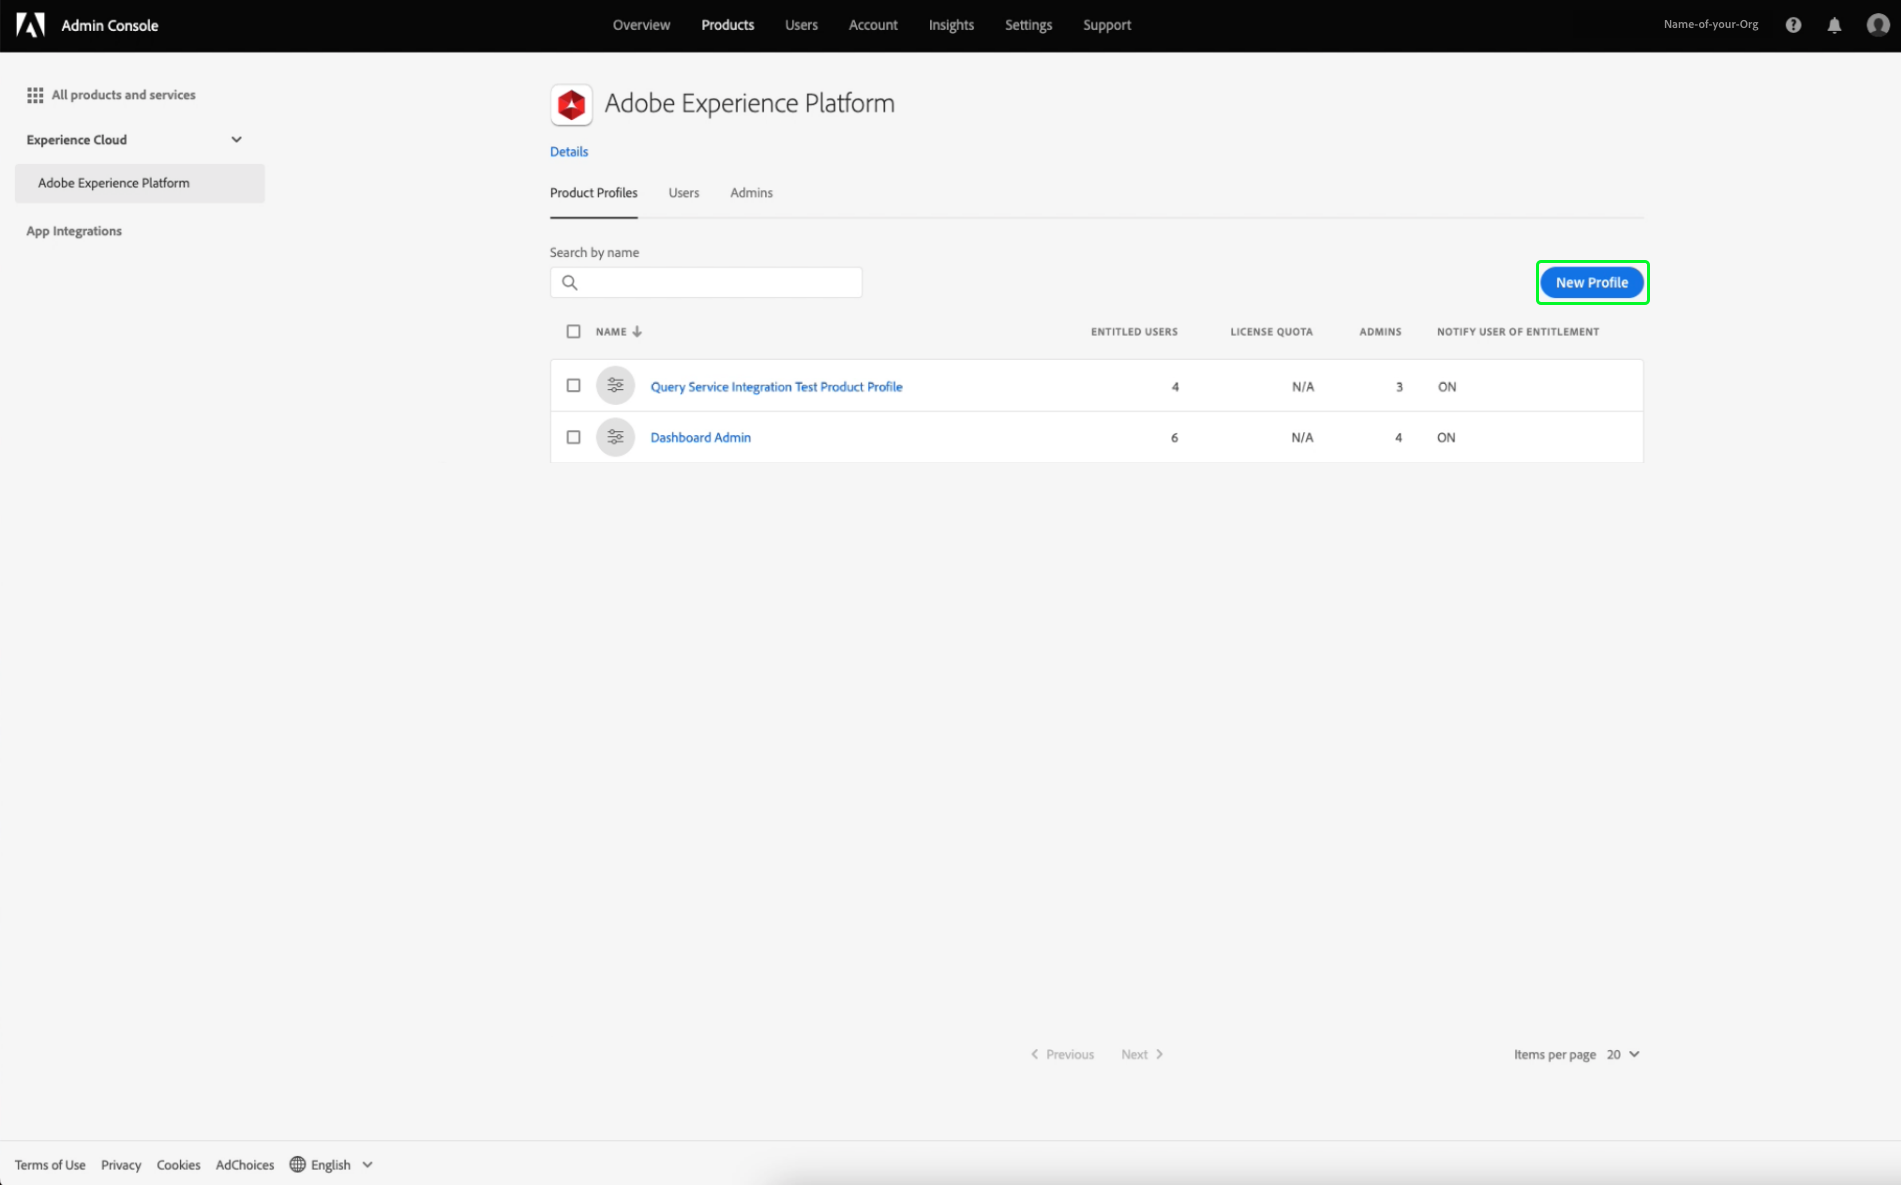 Admin Console
Overview Products Users Account Insights Settings Support
Name-of-your-Org
All products and services
Experience Cloud
Adobe Experience Platform
App Integrations
Adobe Experience Platform
Details
Product Profiles Users Admins
Search by name
New Profile
NAME ENTITLED USERS LICENSE QUOTA ADMINS NOTIFY USER OF ENTITLEMENT
Query Service Integration Test Product Profile 4 N/A 3 ON
Dashboard Admin 6 N/A 4 ON
Previous Next
Items per page 20
Terms of Use Privacy Cookies AdChoices English